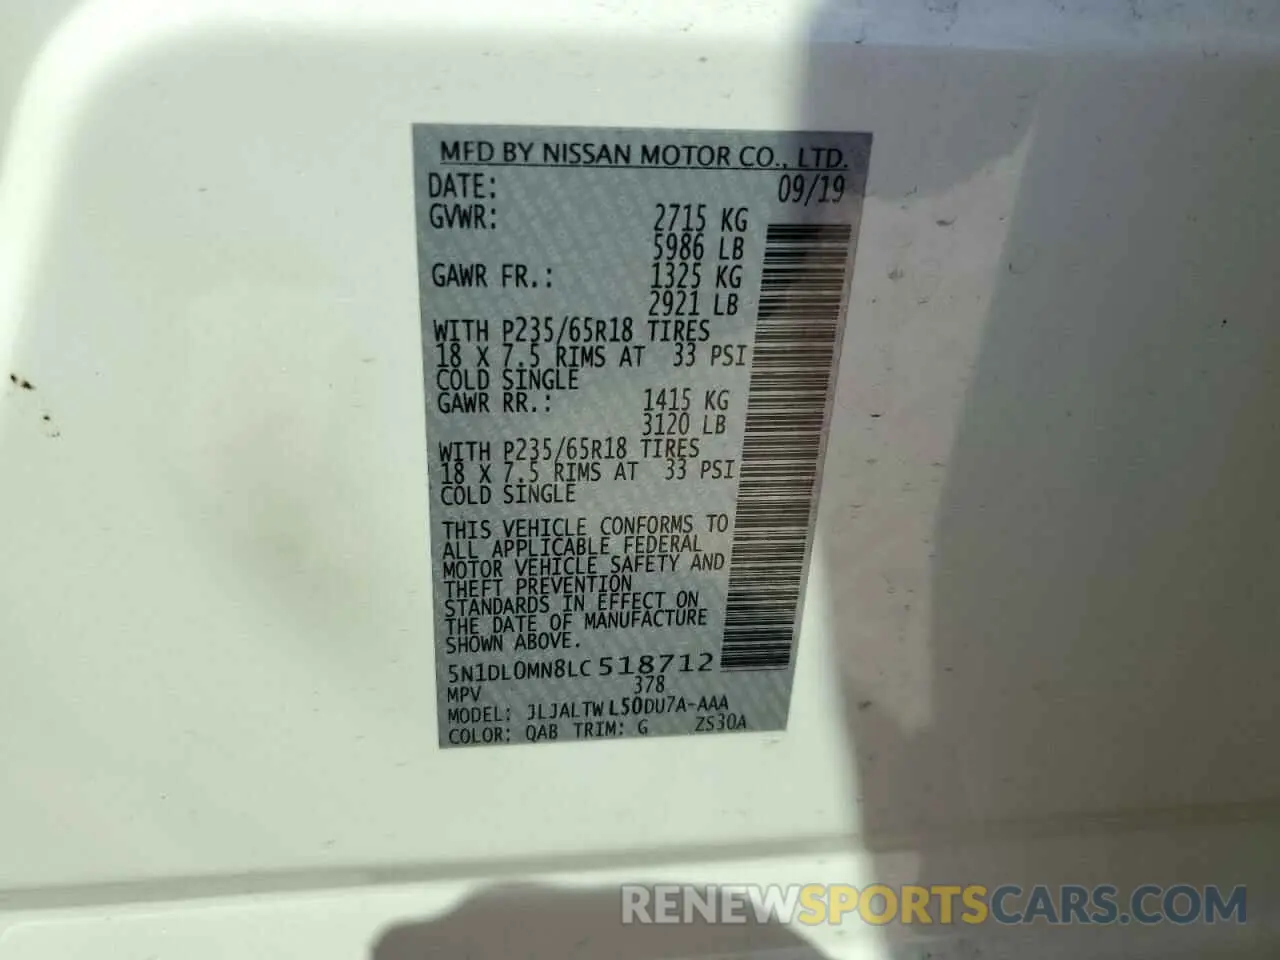 MFD BY NISSAN MOTOR CO., LTD.
DATE: 09/19
GVWR: 2715 KG
5986 LB
GAWR FR.: 1325 KG
2921 LB
WITH P235/65R18 TIRES
18 X 7.5 RIMS AT 33 PSI
COLD SINGLE
GAWR RR.: 1415 KG
3120 LB
WITH P235/65R18 TIRES
18 X 7.5 RIMS AT 33 PSI
COLD SINGLE
THIS VEHICLE CONFORMS TO
ALL APPLICABLE FEDERAL
MOTOR VEHICLE SAFETY AND
THEFT PREVENTION
STANDARDS IN EFFECT ON
THE DATE OF MANUFACTURE
SHOWN ABOVE.
5N1DL0MN8LC518712
MPV 378
MODEL: JLJALTWL50DU7A-AAA
COLOR: QAB TRIM: G ZS30A
RENEWSPORTSCARS.COM